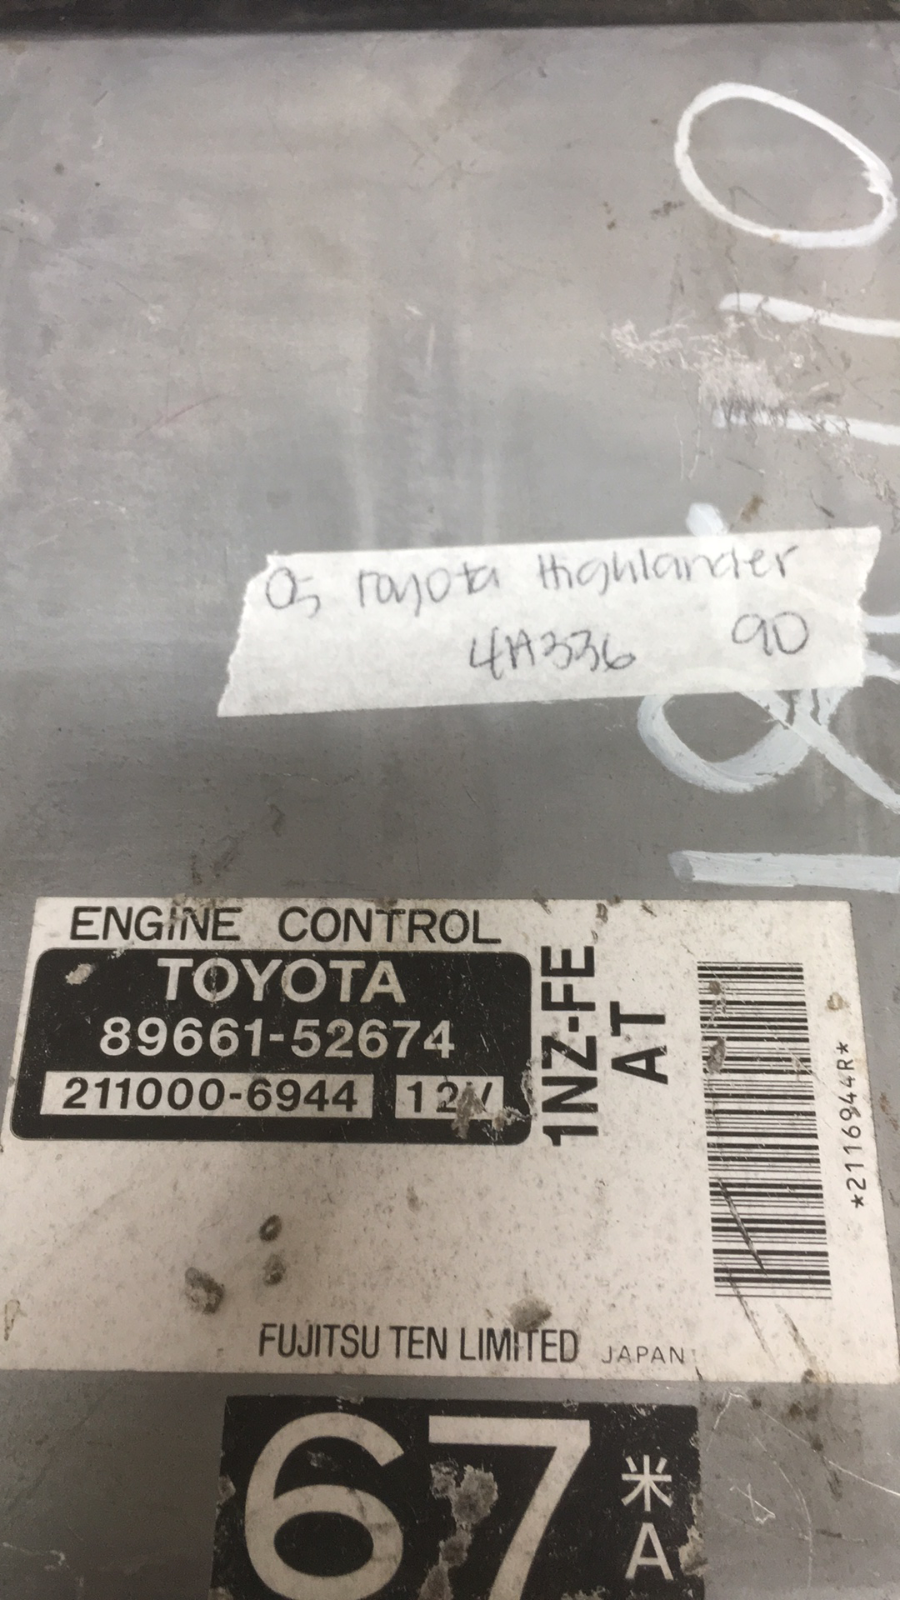 05 Toyota Highlander
4A336 90
ENGINE CONTROL
TOYOTA
89661-52674
211000-6944 12V
1NZ-FE
AT
*2116944R*
FUJITSU TEN LIMITED JAPAN
67
米
A